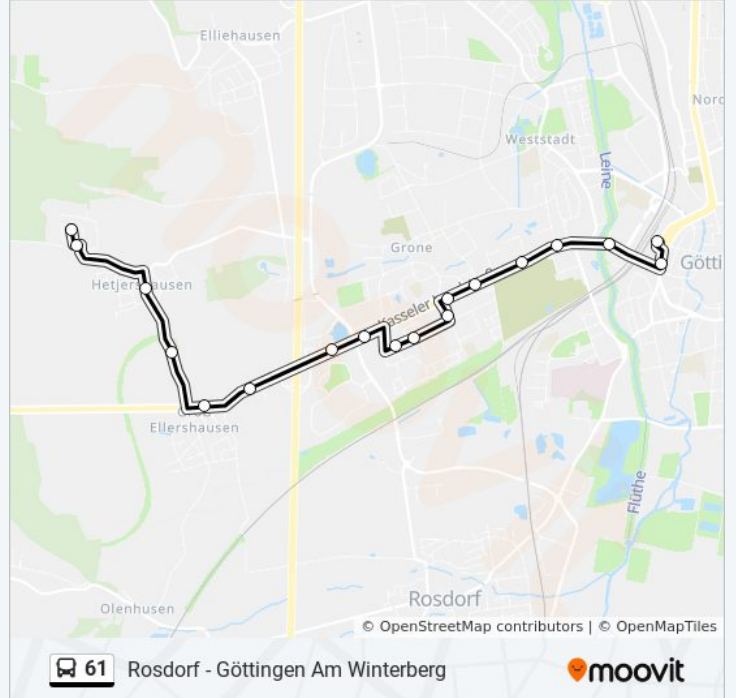 Elliehausen
Nord
Weststadt
Leine
Grone
Götti
Hetjershausen
Kasseler
Groß
Ellershausen
Flüthe
Olenhusen
Rosdorf
© OpenStreetMap contributors | © OpenMapTiles
61 Rosdorf - Göttingen Am Winterberg moovit